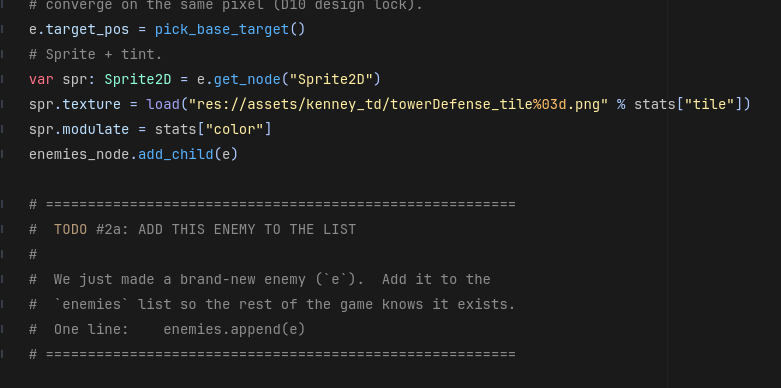 # converge on the same pixel (D10 design lock).
e.target_pos = pick_base_target()
# Sprite + tint.
var spr: Sprite2D = e.get_node("Sprite2D")
spr.texture = load("res://assets/kenney_td/towerDefense_tile%03d.png" % stats["tile"])
spr.modulate = stats["color"]
enemies_node.add_child(e)
# ========================================================
#  TODO #2a: ADD THIS ENEMY TO THE LIST
#
#  We just made a brand-new enemy (`e`).  Add it to the
#  `enemies` list so the rest of the game knows it exists.
#  One line:    enemies.append(e)
# ========================================================